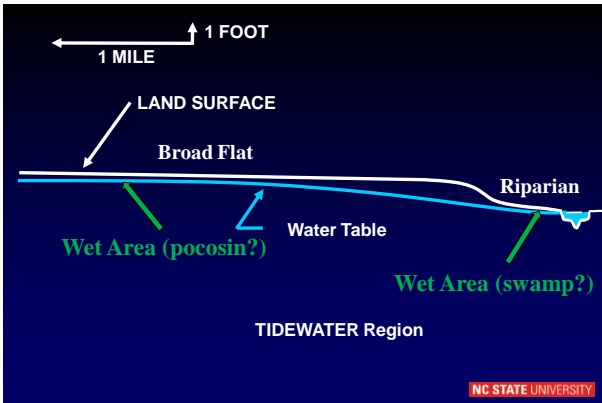 1 FOOT
1 MILE
LAND SURFACE
Broad Flat
Riparian
Water Table
Wet Area (pocosin?)
Wet Area (swamp?)
TIDEWATER Region
NC STATE UNIVERSITY